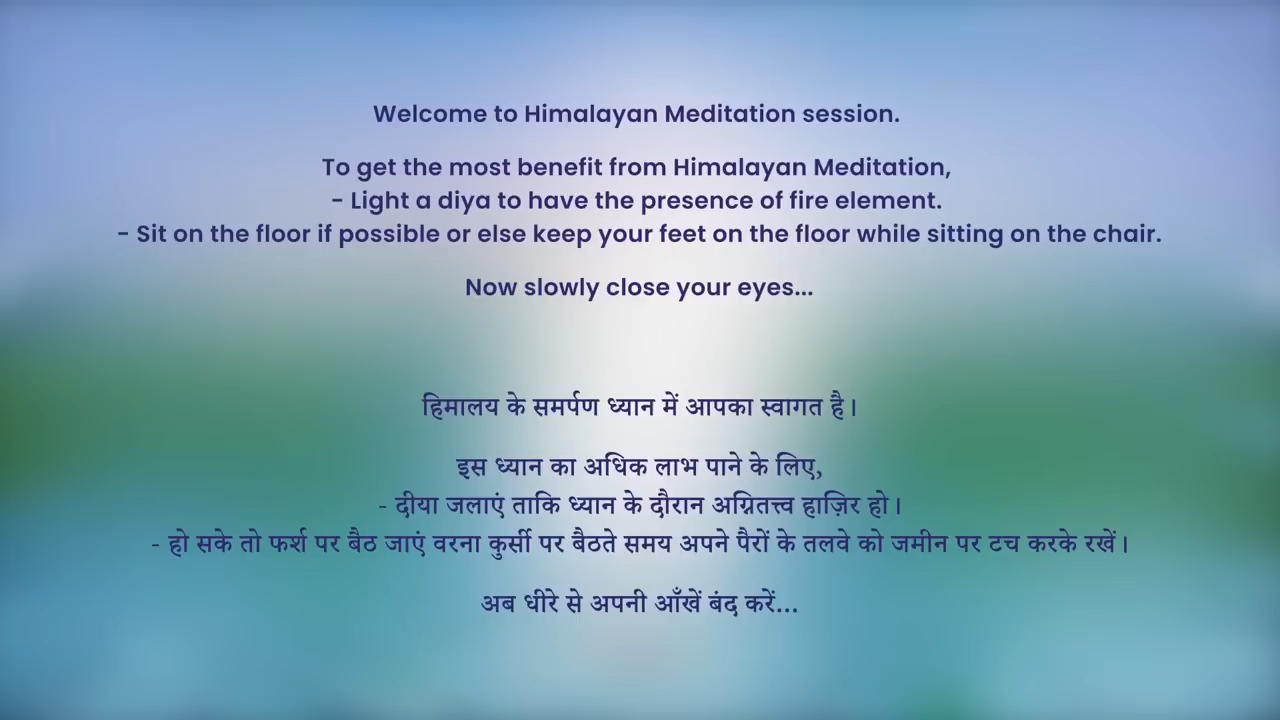 Welcome to Himalayan Meditation session.
To get the most benefit from Himalayan Meditation,
- Light a diya to have the presence of fire element.
- Sit on the floor if possible or else keep your feet on the floor while sitting on the chair.
Now slowly close your eyes...
हिमालय के समर्पण ध्यान में आपका स्वागत है।
इस ध्यान का अधिक लाभ पाने के लिए,
- दीया जलाएं ताकि ध्यान के दौरान अग्नितत्त्व हाज़िर हो।
- हो सके तो फर्श पर बैठ जाएं वरना कुर्सी पर बैठते समय अपने पैरों के तलवे को जमीन पर टच करके रखें।
अब धीरे से अपनी आँखें बंद करें...